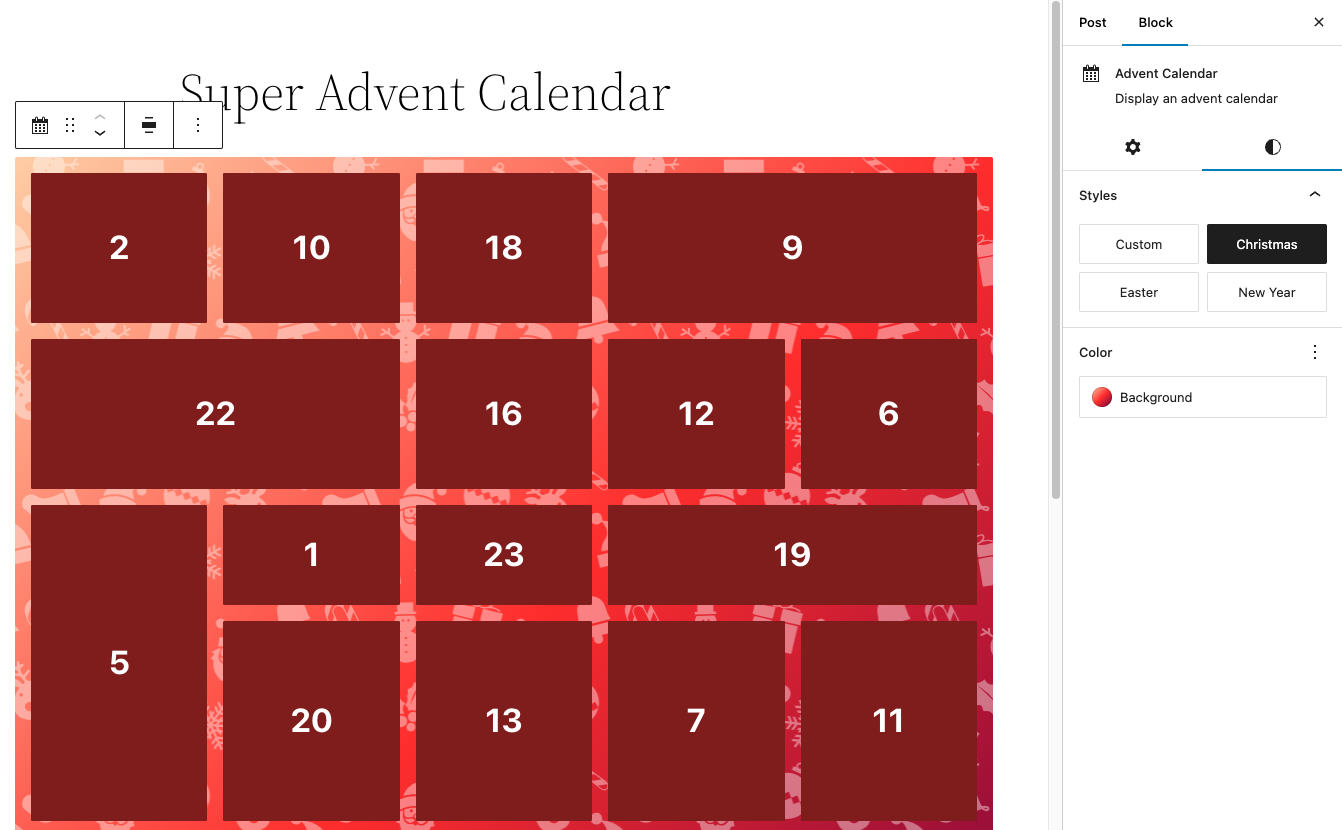 Super Advent Calendar
2 10 18 9
22 16 12 6
5 1 23 19
20 13 7 11
Post Block
Advent Calendar
Display an advent calendar
Styles
Custom Christmas
Easter New Year
Color
Background